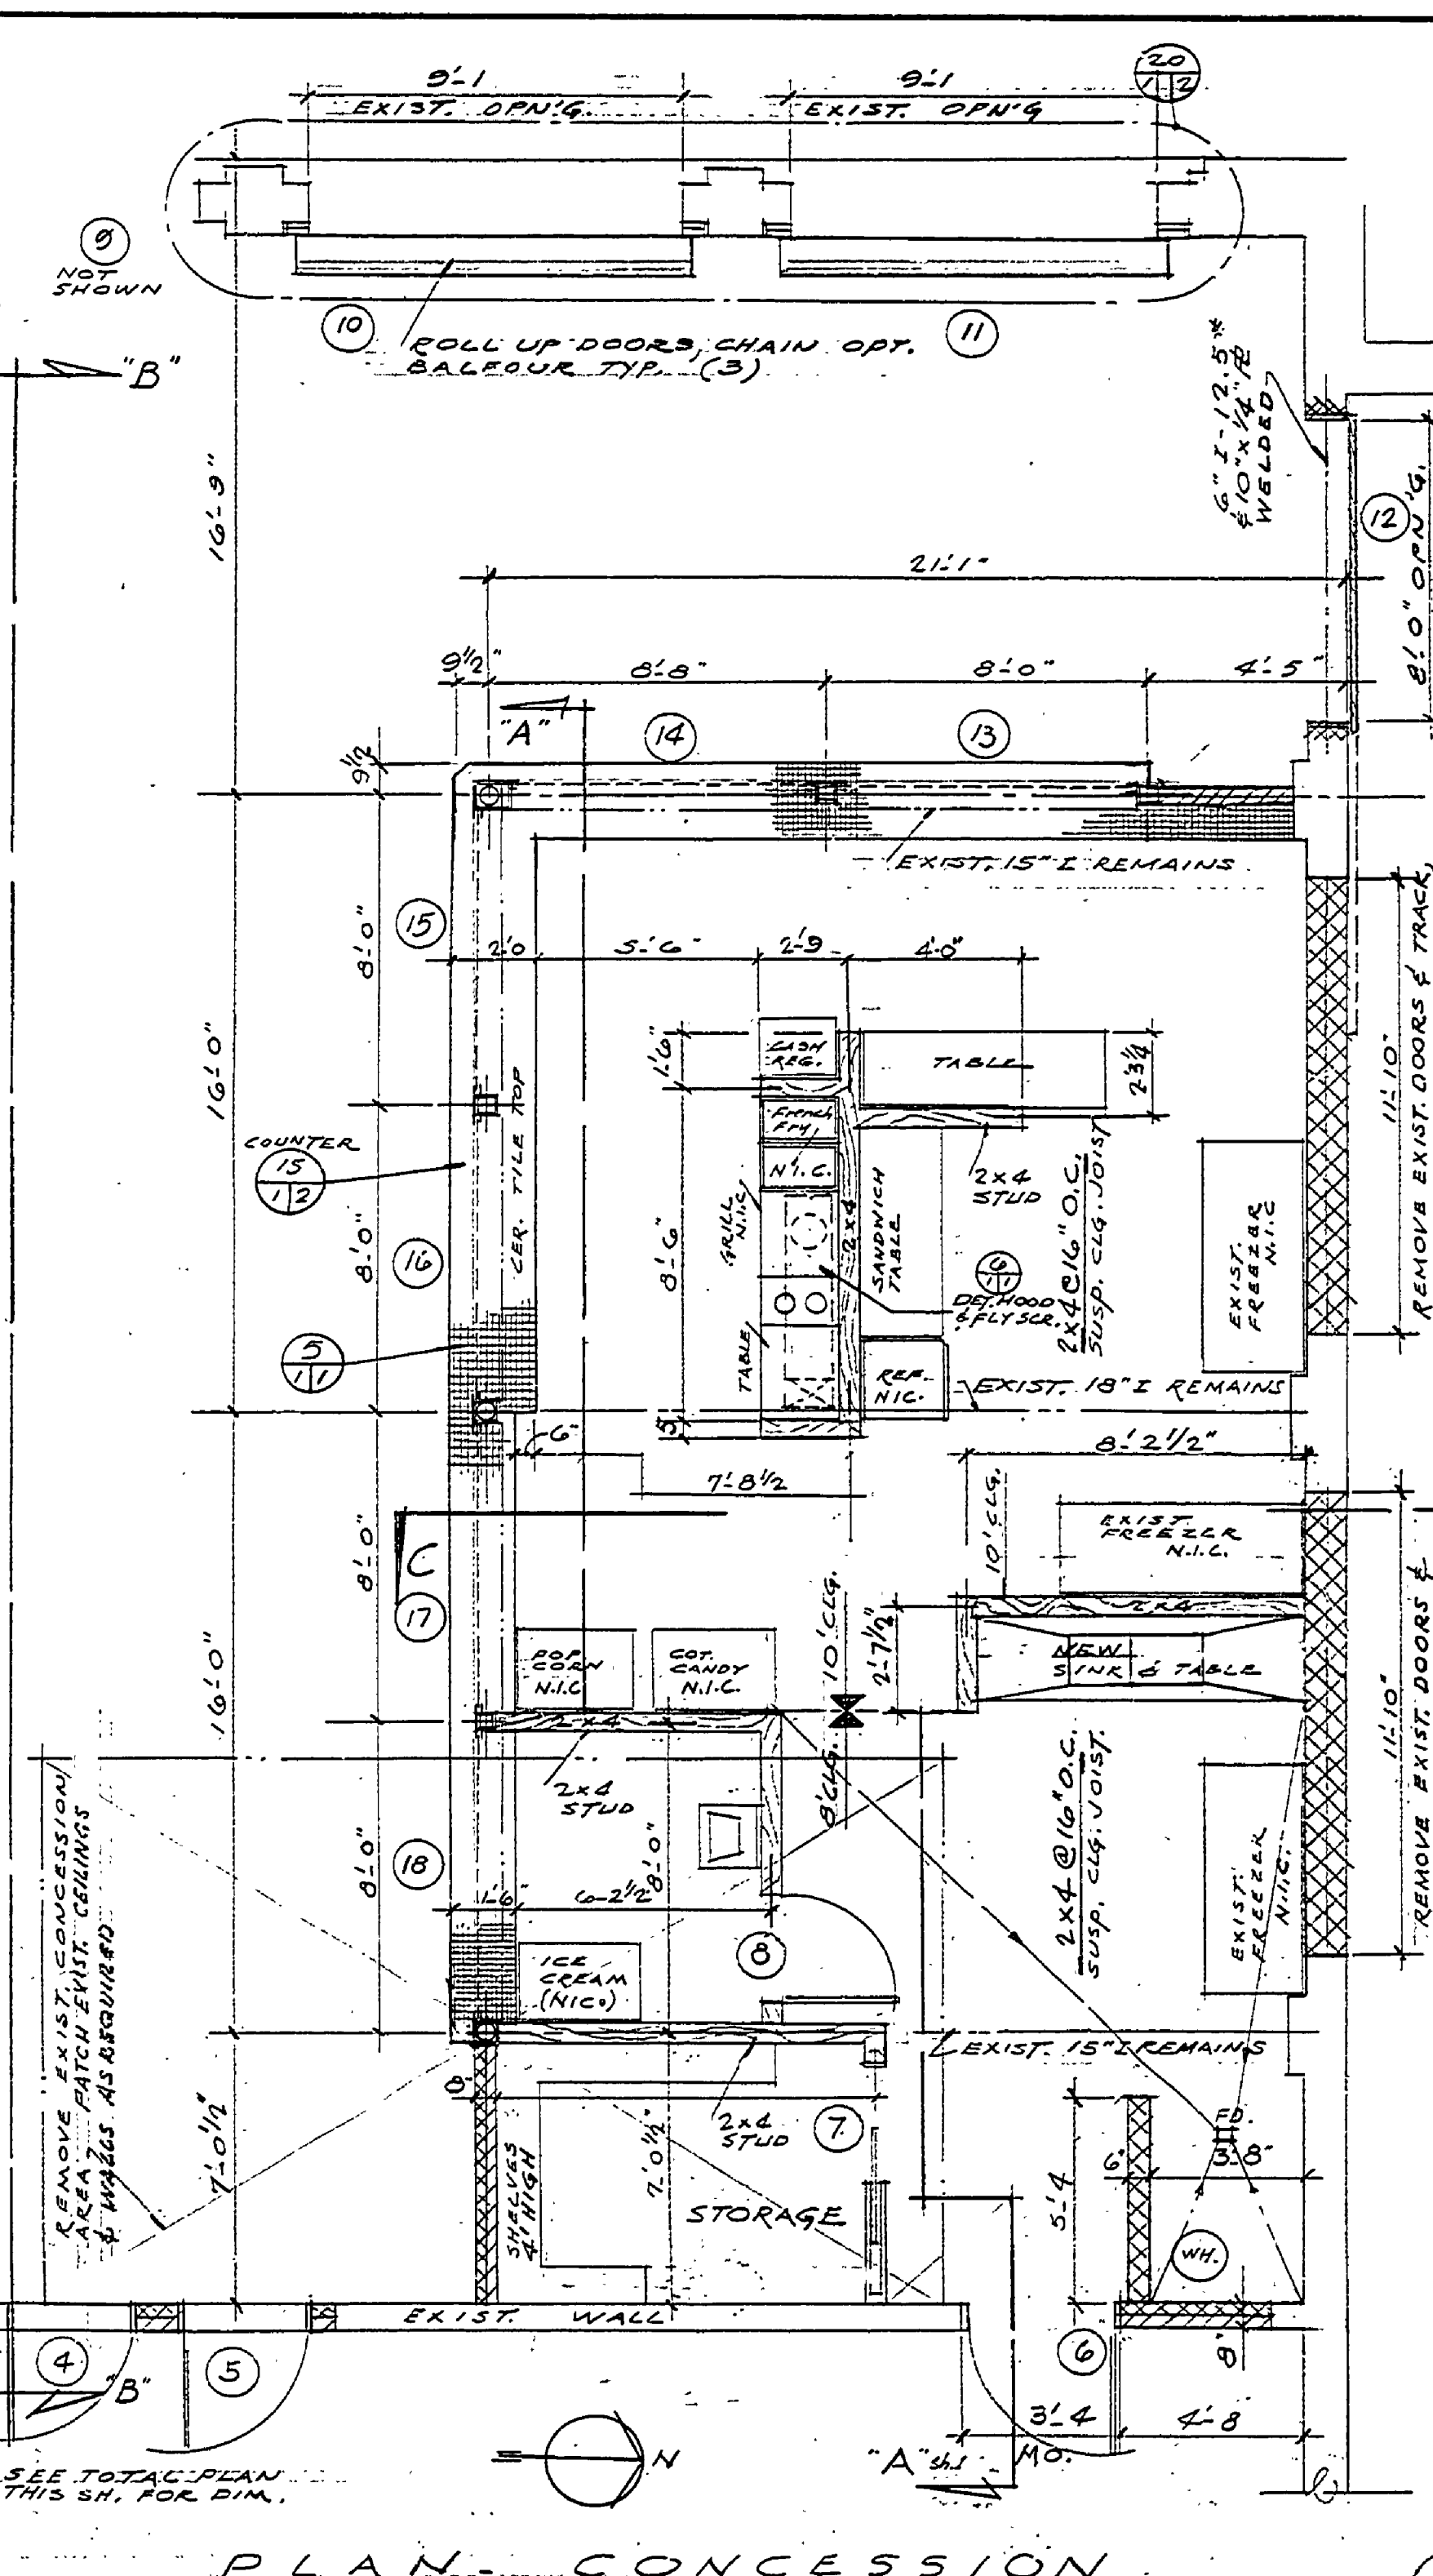 9'-1
9'-1
20
1 2
EXIST. OPN'G.
EXIST. OPN'G
9
NOT
SHOWN
10
11
ROLL UP DOORS, CHAIN OPT.
BALFOUR TYP. (3)
"B"
6" I-12.5#
& 10" x 1/4" PL
WELDED
12
8'-0" OPN'G.
16'-9"
21'-1"
9 1/2"
8'-8"
8'-0"
4'-5"
"A"
14
13
9 1/2
EXIST. 15" I REMAINS
15
8'-0"
2'-0
5'-6"
2'-9
4'-0"
16'-0"
1'-6"
CASH
REG.
TABLE
2'-3 1/4
11'-10"
REMOVE EXIST. DOORS & TRACK,
COUNTER
15
1 2
CER. TILE TOP
French
Fry
N.I.C.
GRILL
N.I.C.
2x4
SANDWICH
TABLE
2x4
STUD
2x4@16" O.C.
SUSP. CLG. JOIST
EXIST.
FREEZER
N.I.C
16
8'-0"
8'-6"
6
1 1
DET. HOOD
& FLY SCR.
5
1 1
TABLE
REF.
NIC.
EXIST. 18" I REMAINS
5
6"
7'-8 1/2
8'-2 1/2"
10' CLG.
C
17
8'-0"
EXIST.
FREEZER
N.I.C.
16'-0"
POP
CORN
N.I.C
COT.
CANDY
N.I.C.
10' CLG.
8' CLG.
2'-7 1/2"
2x4
NEW
SINK & TABLE
11'-10"
REMOVE EXIST. DOORS &
2x4
2x4
STUD
REMOVE EXIST. CONCESSION
AREA, PATCH EXIST. CEILINGS
& WALLS AS REQUIRED
18
8'-0"
8'-0"
1'-6"
6-2 1/2
2x4@16" O.C.
SUSP. CLG. JOIST.
EXIST.
FREEZER
N.I.C.
8
ICE
CREAM
(NIC.)
EXIST. 15" I REMAINS
8"
2x4
STUD
7
7'-0 1/2"
7'-0 1/2"
SHELVES
4' HIGH
STORAGE
5'-4
6"
FD.
3'-8"
WH.
EXIST. WALL
4
5
6
8"
"B"
3'-4
M.O.
4'-8
N
"A" sh.1
SEE TOTAL PLAN
THIS SH. FOR DIM.
PLAN - CONCESSION